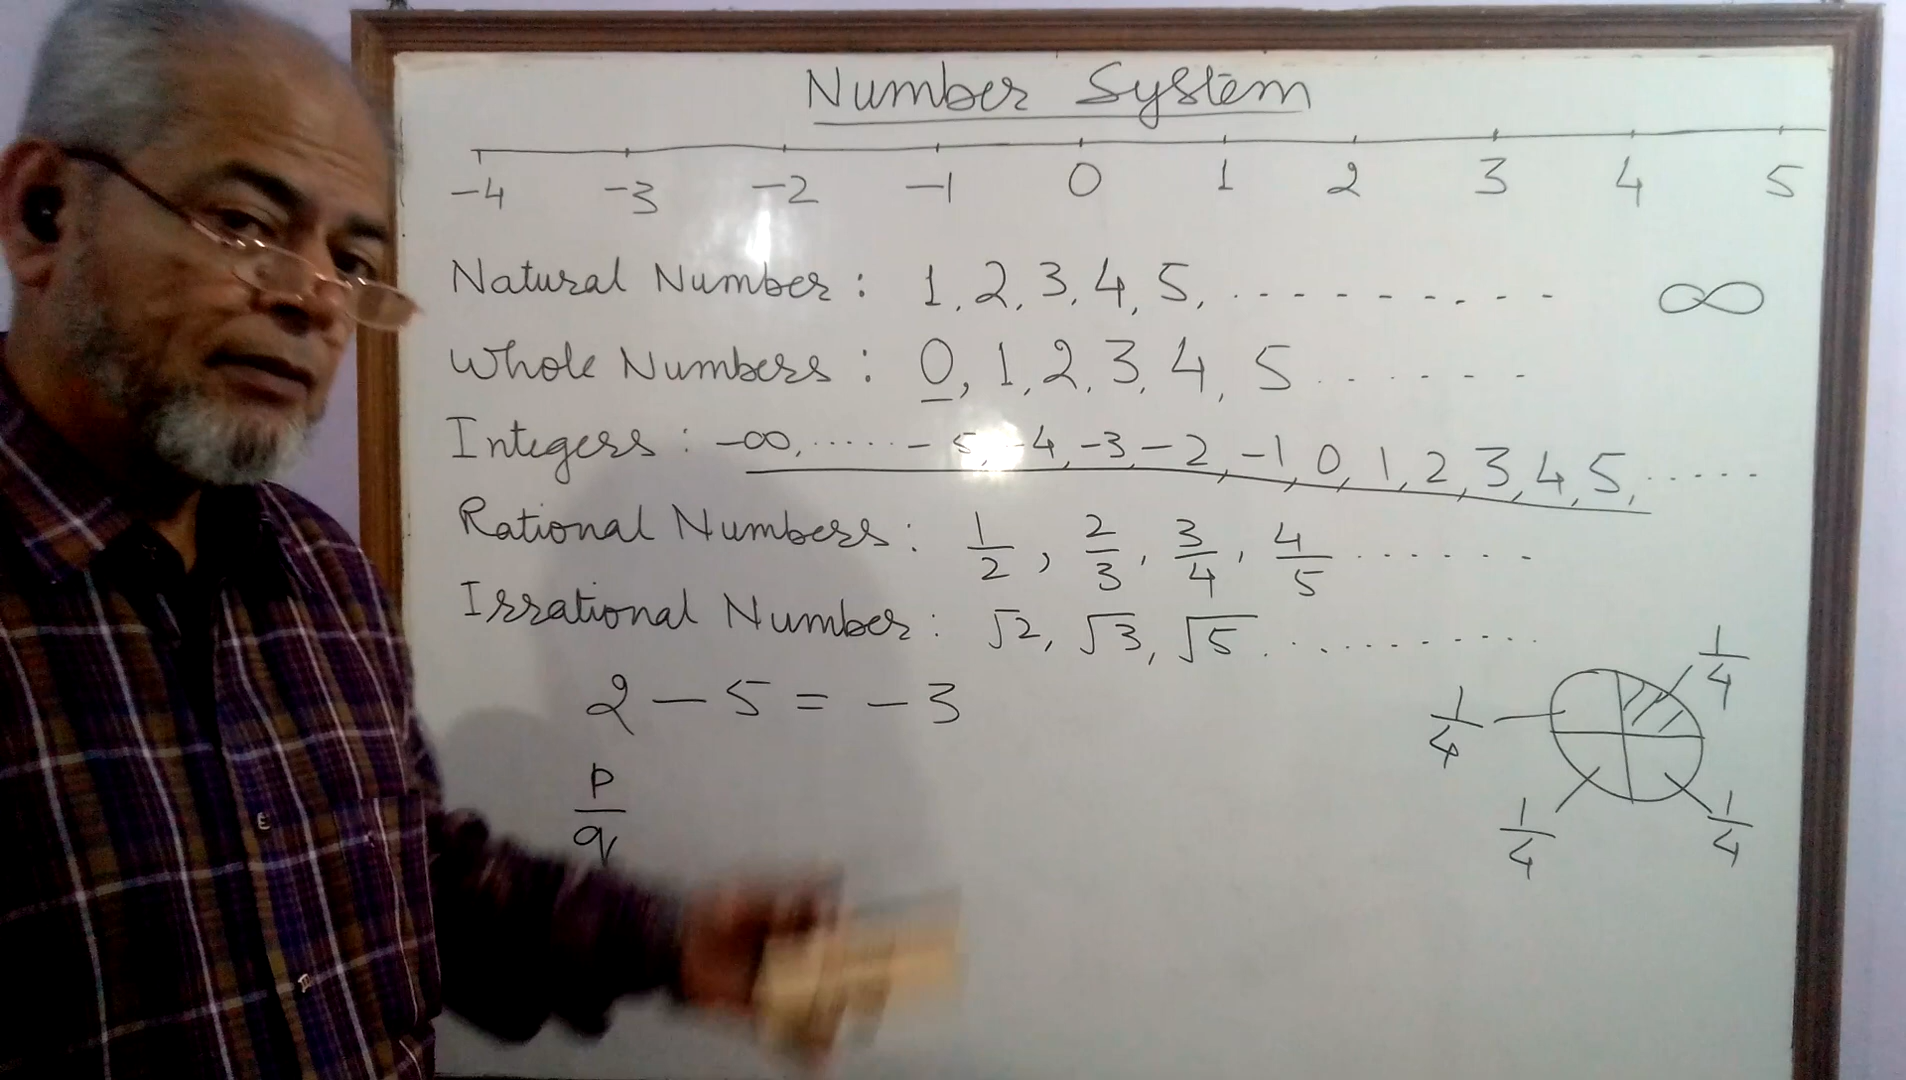 Number System
-4 -3 -2 -1 0 1 2 3 4 5
Natural Number : 1, 2, 3, 4, 5, . - - - - - - - - - ∞
Whole Numbers : 0, 1, 2, 3, 4, 5 . . . . . - -
Integers : -∞, ..... -5, -4, -3, -2, -1, 0, 1, 2, 3, 4, 5, .....
Rational Numbers : 1/2, 2/3, 3/4, 4/5 . . . . . . -
Irrational Number : √2, √3, √5 . . . . . . . . . . .
2 - 5 = -3
p/q
1/4
1/4
1/4
1/4